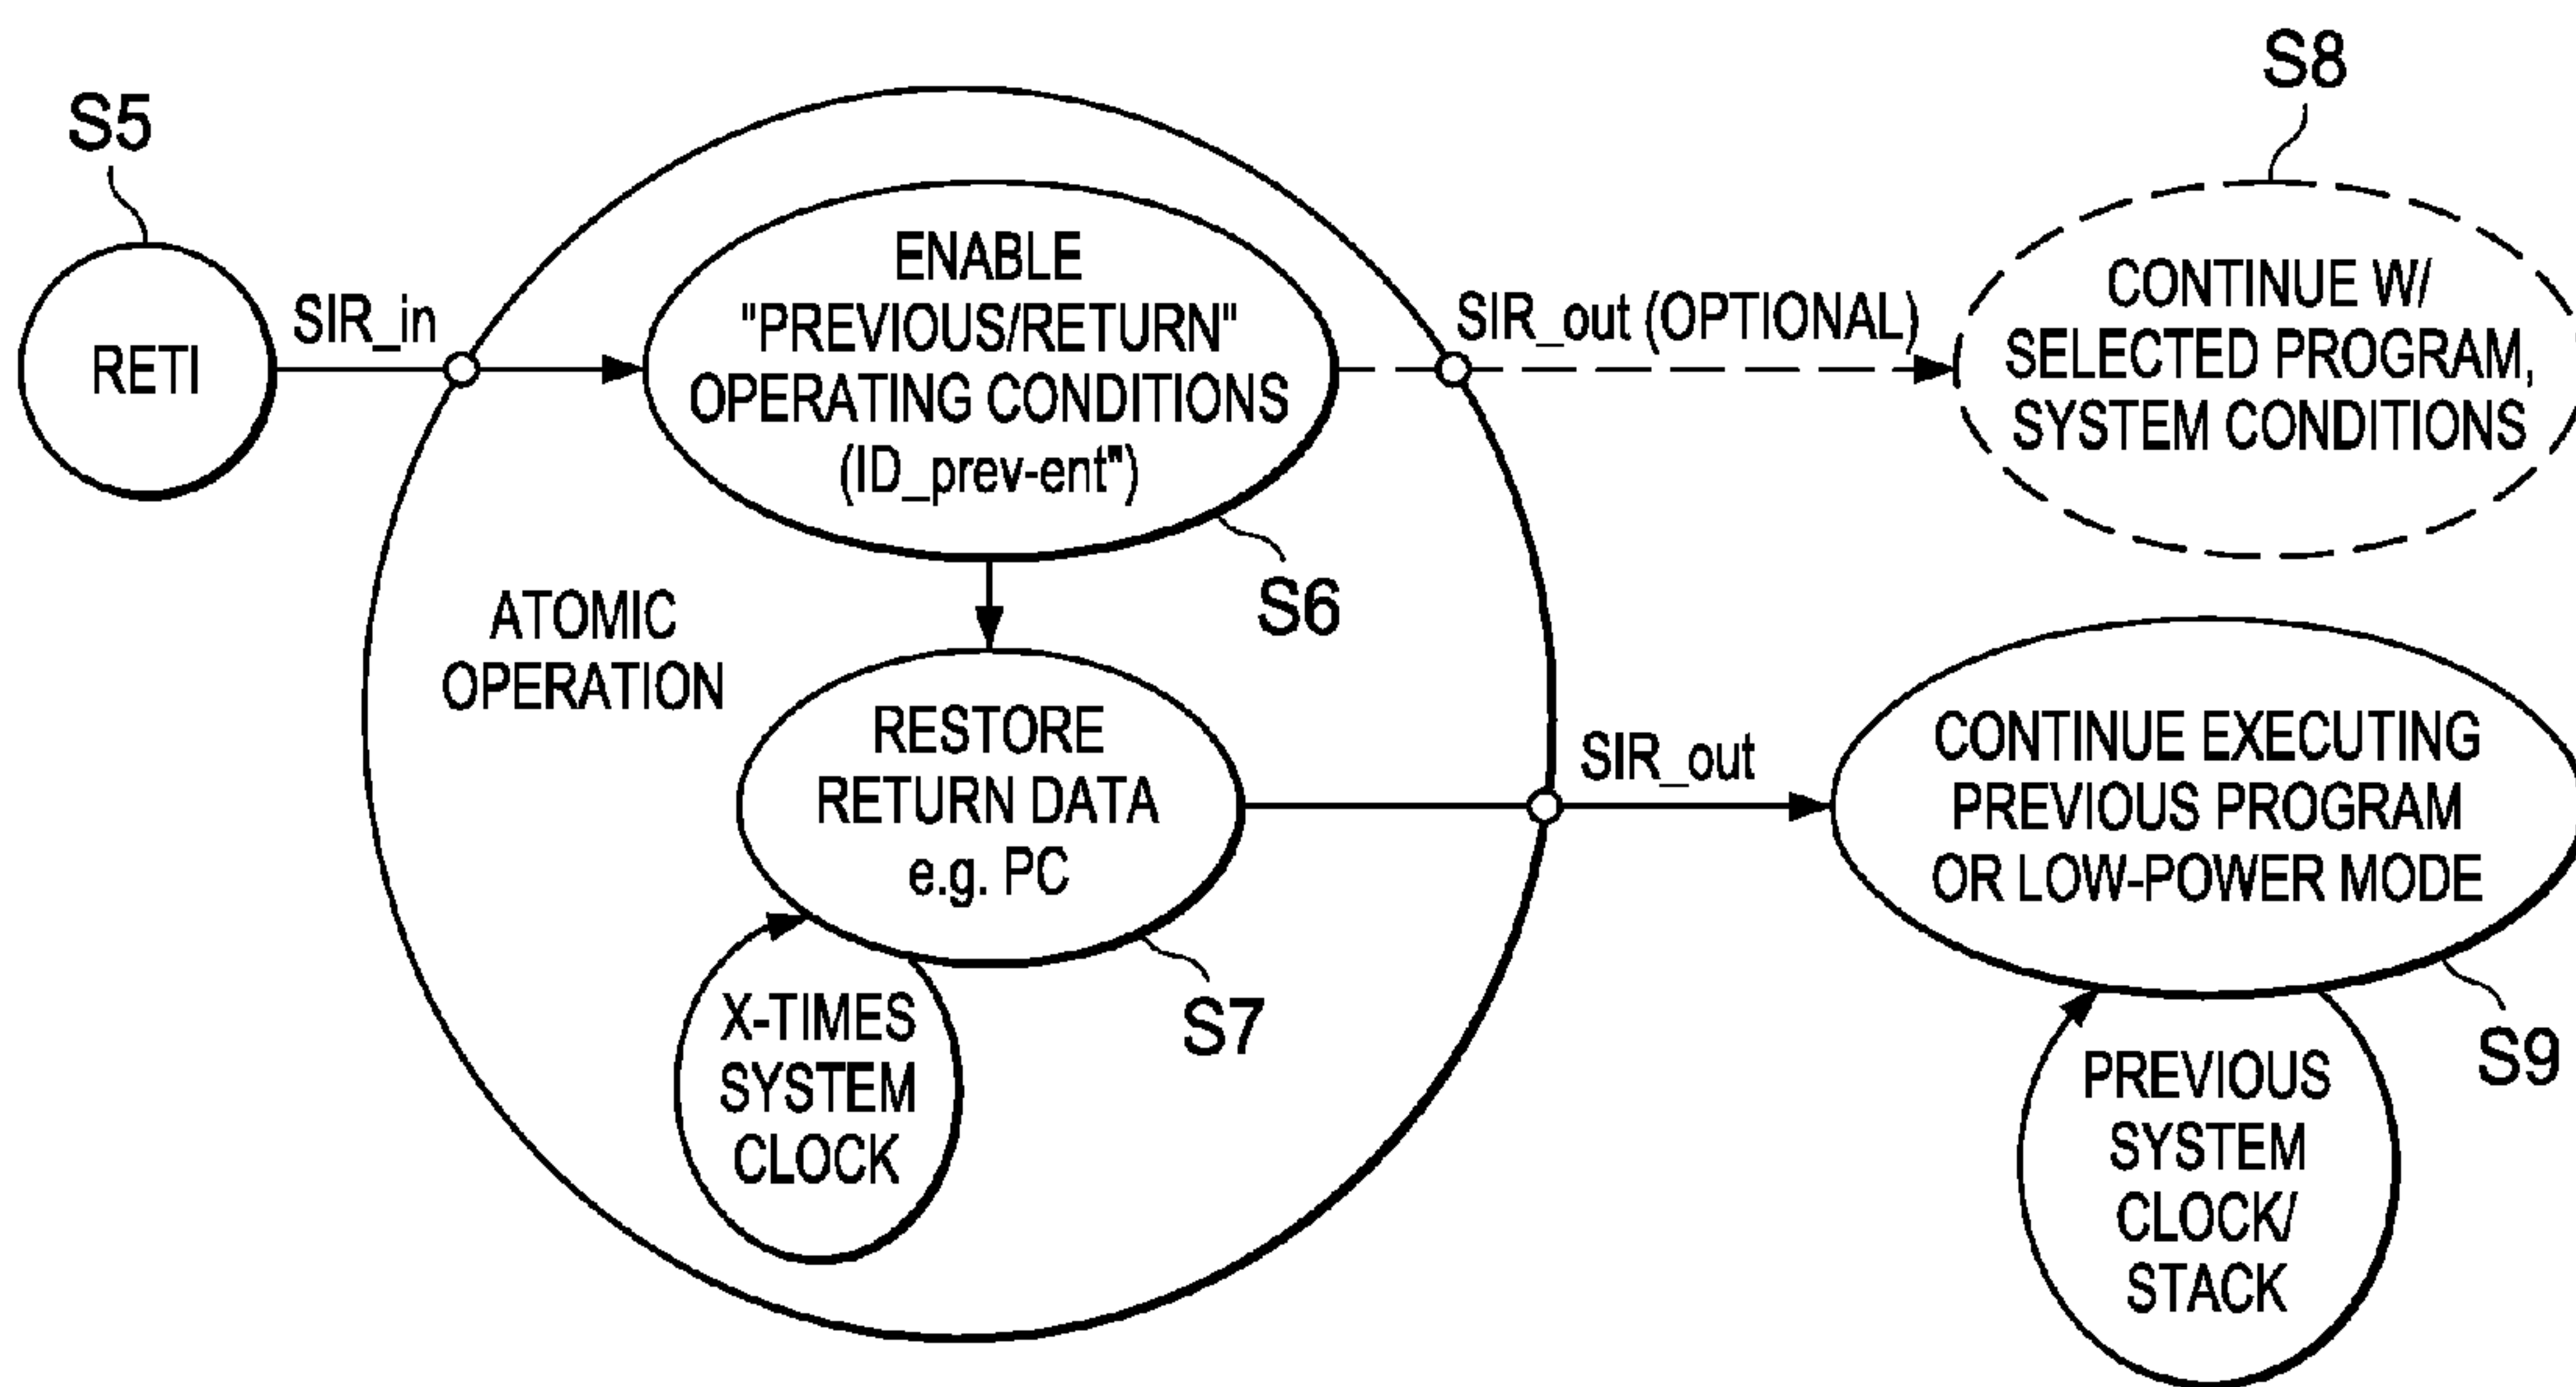 S5
RETI
SIR_in
ENABLE
"PREVIOUS/RETURN"
OPERATING CONDITIONS
(ID_prev-ent")
S6
SIR_out (OPTIONAL)
S8
CONTINUE W/
SELECTED PROGRAM,
SYSTEM CONDITIONS
ATOMIC
OPERATION
RESTORE
RETURN DATA
e.g. PC
S7
X-TIMES
SYSTEM
CLOCK
SIR_out
CONTINUE EXECUTING
PREVIOUS PROGRAM
OR LOW-POWER MODE
S9
PREVIOUS
SYSTEM
CLOCK/
STACK